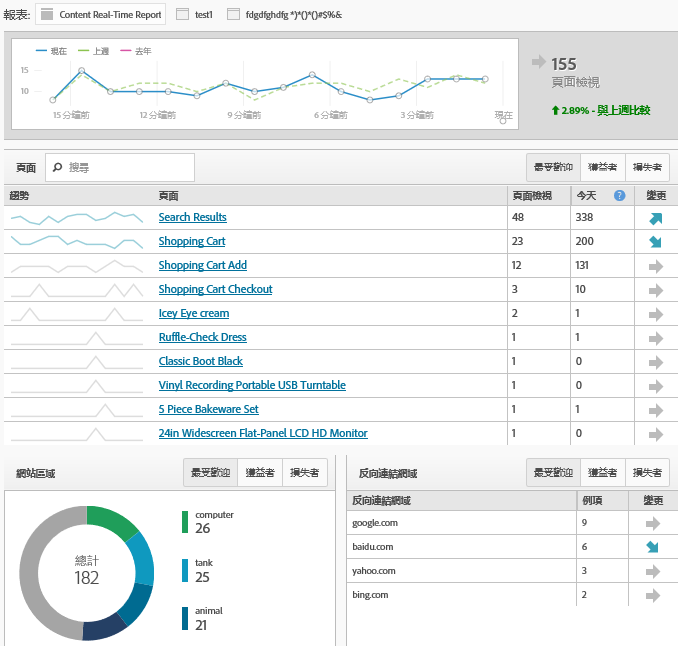 報表: Content Real-Time Report test1 fdgdfghdfg *)*()*()#$%&
現在 上週 去年
15
10
15 分鐘前 12 分鐘前 9 分鐘前 6 分鐘前 3 分鐘前 現在
155
頁面檢視
2.89% - 與上週比較
頁面 搜尋 最受歡迎 獲益者 損失者
趨勢 頁面 頁面檢視 今天 ? 變更
Search Results 48 338
Shopping Cart 23 200
Shopping Cart Add 12 131
Shopping Cart Checkout 3 10
Icey Eye cream 2 1
Ruffle-Check Dress 1 1
Classic Boot Black 1 0
Vinyl Recording Portable USB Turntable 1 0
5 Piece Bakeware Set 1 1
24in Widescreen Flat-Panel LCD HD Monitor 1 0
網站區域 最受歡迎 獲益者 損失者
總計
182
computer
26
tank
25
animal
21
反向連結網域 最受歡迎 獲益者 損失者
反向連結網域 例項 變更
google.com 9
baidu.com 6
yahoo.com 3
bing.com 2